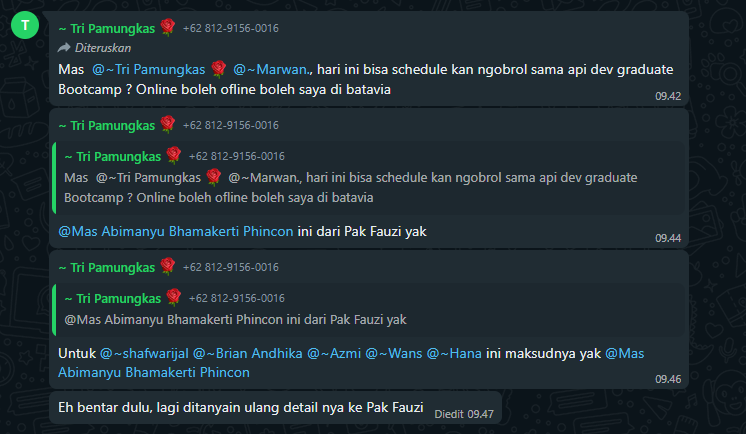 T
~ Tri Pamungkas 🌹 +62 812-9156-0016
Diteruskan
Mas @~Tri Pamungkas 🌹 @~Marwan., hari ini bisa schedule kan ngobrol sama api dev graduate
Bootcamp ? Online boleh ofline boleh saya di batavia
09.42
~ Tri Pamungkas 🌹 +62 812-9156-0016
~ Tri Pamungkas 🌹 +62 812-9156-0016
Mas @~Tri Pamungkas 🌹 @~Marwan., hari ini bisa schedule kan ngobrol sama api dev graduate
Bootcamp ? Online boleh ofline boleh saya di batavia
@Mas Abimanyu Bhamakerti Phincon ini dari Pak Fauzi yak
09.44
~ Tri Pamungkas 🌹 +62 812-9156-0016
~ Tri Pamungkas 🌹 +62 812-9156-0016
@Mas Abimanyu Bhamakerti Phincon ini dari Pak Fauzi yak
Untuk @~shafwarijal @~Brian Andhika @~Azmi @~Wans @~Hana ini maksudnya yak @Mas
Abimanyu Bhamakerti Phincon
09.46
Eh bentar dulu, lagi ditanyain ulang detail nya ke Pak Fauzi Diedit 09.47